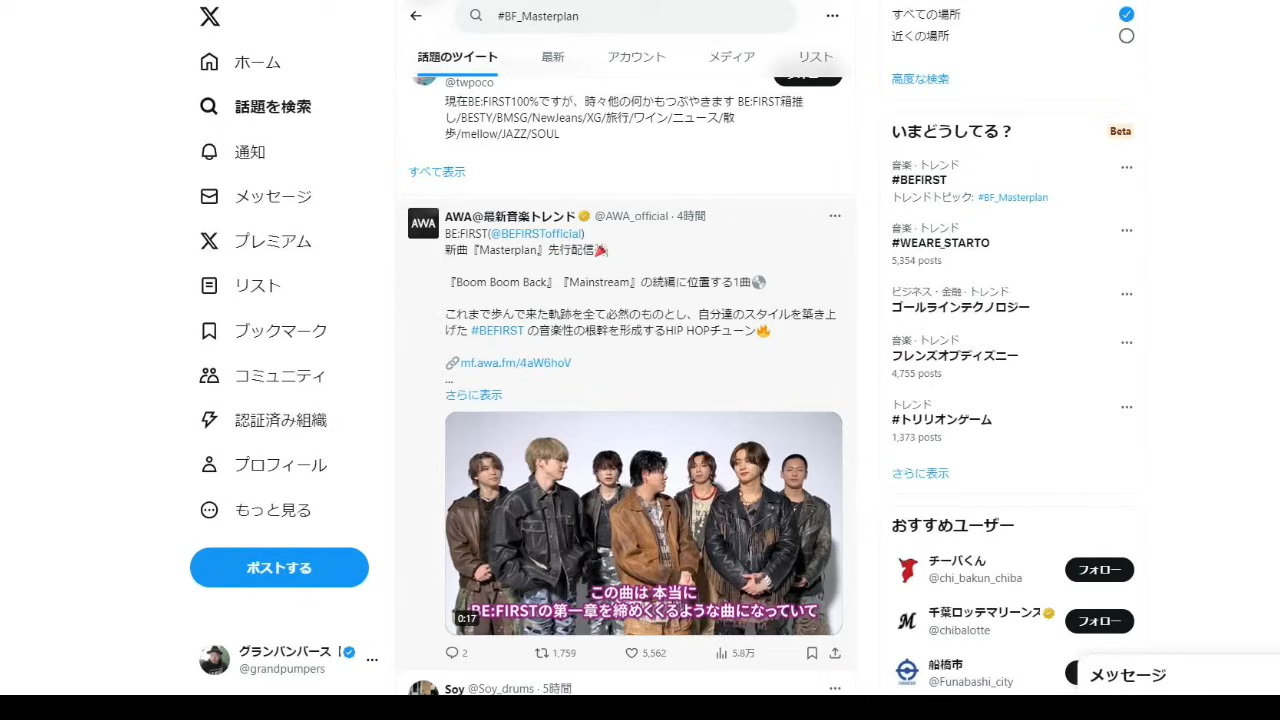 #BF_Masterplan
話題のツイート
最新
アカウント
メディア
リスト
ホーム
話題を検索
通知
メッセージ
プレミアム
リスト
ブックマーク
コミュニティ
認証済み組織
プロフィール
もっと見る
ポストする
グランバンパース
@grandpumpers
@twpoco
現在BE:FIRST100%ですが、時々他の何かもつぶやきます BE:FIRST箱推
し/BESTY/BMSG/NewJeans/XG/旅行/ワイン/ニュース/散
歩/mellow/JAZZ/SOUL
すべて表示
AWA
AWA@最新音楽トレンド @AWA_official · 4時間
BE:FIRST(@BEFIRSTofficial)
新曲『Masterplan』先行配信🎉
『Boom Boom Back』『Mainstream』の続編に位置する1曲💿
これまで歩んで来た軌跡を全て必然のものとし、自分達のスタイルを築き上
げた #BEFIRST の音楽性の根幹を形成するHIP HOPチューン🔥
🔗mf.awa.fm/4aW6hoV
...
さらに表示
この曲は 本当に
BE:FIRSTの第一章を締めくくるような曲になっていて
0:17
2
1,759
5,562
5.8万
Soy @Soy_drums · 5時間
すべての場所
近くの場所
高度な検索
いまどうしてる？
Beta
音楽 · トレンド
#BEFIRST
トレンドトピック: #BF_Masterplan
音楽 · トレンド
#WEARE_STARTO
5,354 posts
ビジネス・金融 · トレンド
ゴールラインテクノロジー
音楽 · トレンド
フレンズオブディズニー
4,755 posts
トレンド
#トリリオンゲーム
1,373 posts
さらに表示
おすすめユーザー
チーバくん
@chi_bakun_chiba
フォロー
千葉ロッテマリーンズ
@chibalotte
フォロー
船橋市
@Funabashi_city
メッセージ